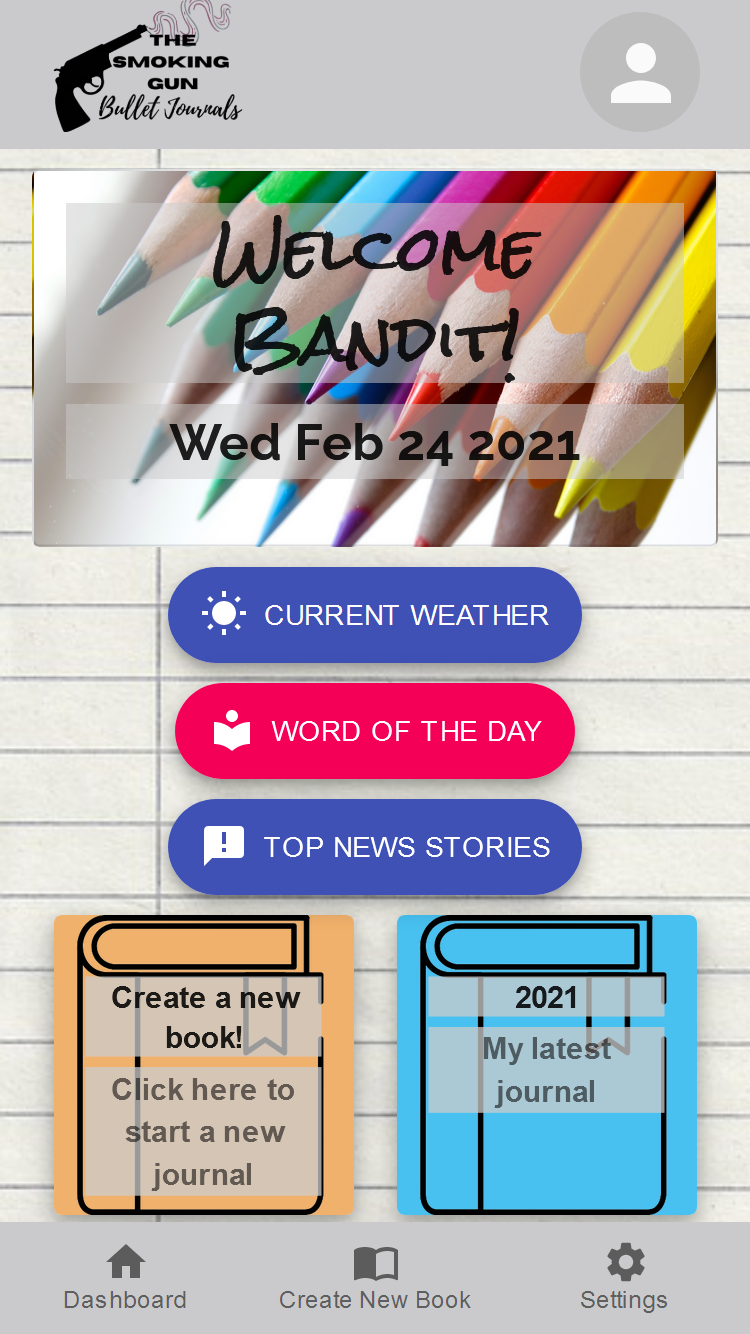 THE
SMOKING
GUN
Bullet Journals
Welcome
Bandit!
Wed Feb 24 2021
CURRENT WEATHER
WORD OF THE DAY
TOP NEWS STORIES
Create a new
book!
Click here to
start a new
journal
2021
My latest
journal
Dashboard
Create New Book
Settings